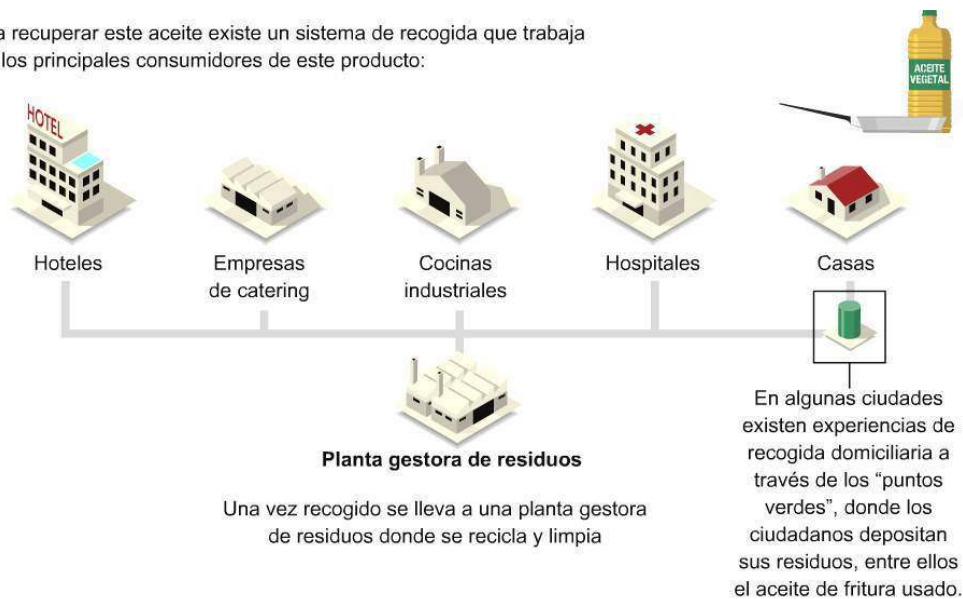 a recuperar este aceite existe un sistema de recogida que trabaja
los principales consumidores de este producto:
ACEITE
VEGETAL
HOTEL
Hoteles
Empresas
de catering
Cocinas
industriales
Hospitales
Casas
Planta gestora de residuos
Una vez recogido se lleva a una planta gestora
de residuos donde se recicla y limpia
En algunas ciudades
existen experiencias de
recogida domiciliaria a
través de los “puntos
verdes”, donde los
ciudadanos depositan
sus residuos, entre ellos
el aceite de fritura usado.